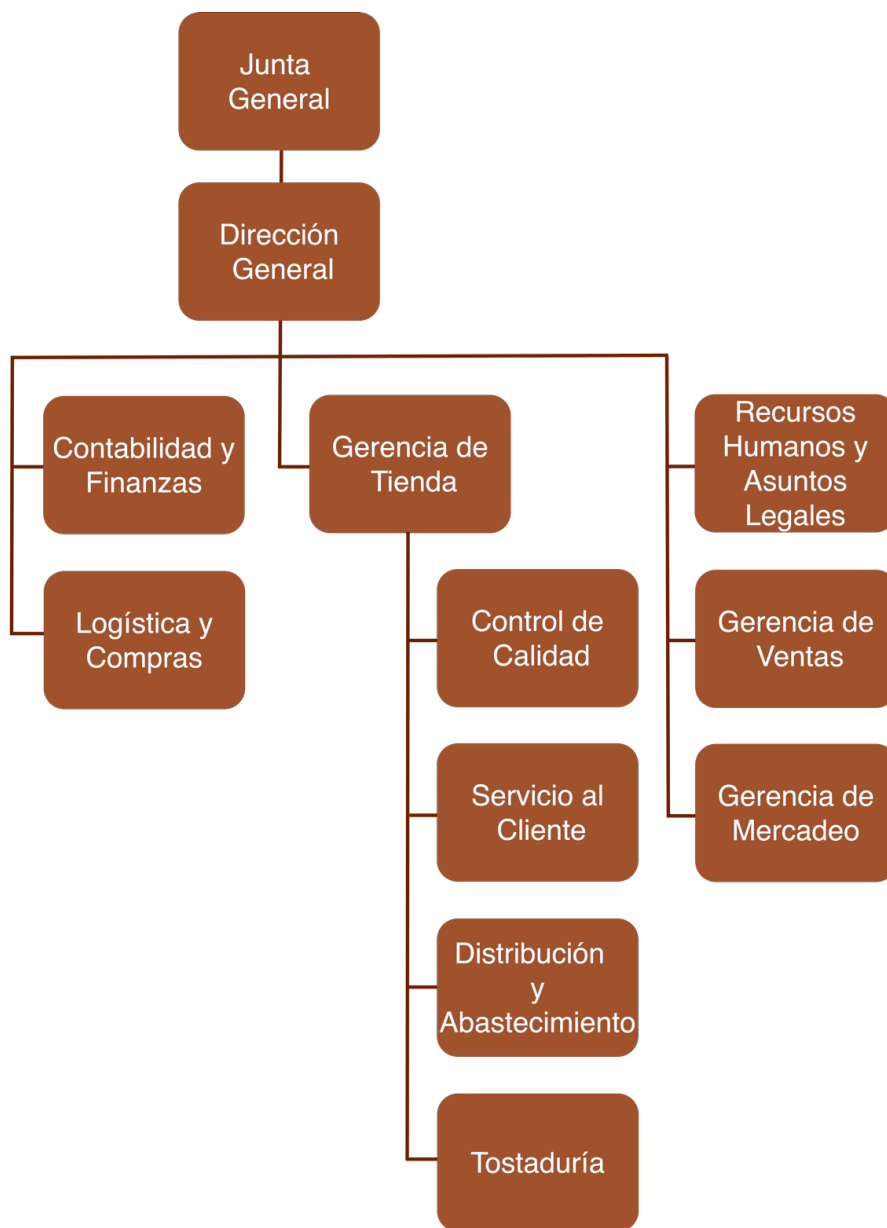 Junta
General
Dirección
General
Contabilidad y
Finanzas
Gerencia de
Tienda
Recursos
Humanos y
Asuntos
Legales
Logística y
Compras
Control de
Calidad
Gerencia de
Ventas
Servicio al
Cliente
Gerencia de
Mercadeo
Distribución
y
Abastecimiento
Tostaduría